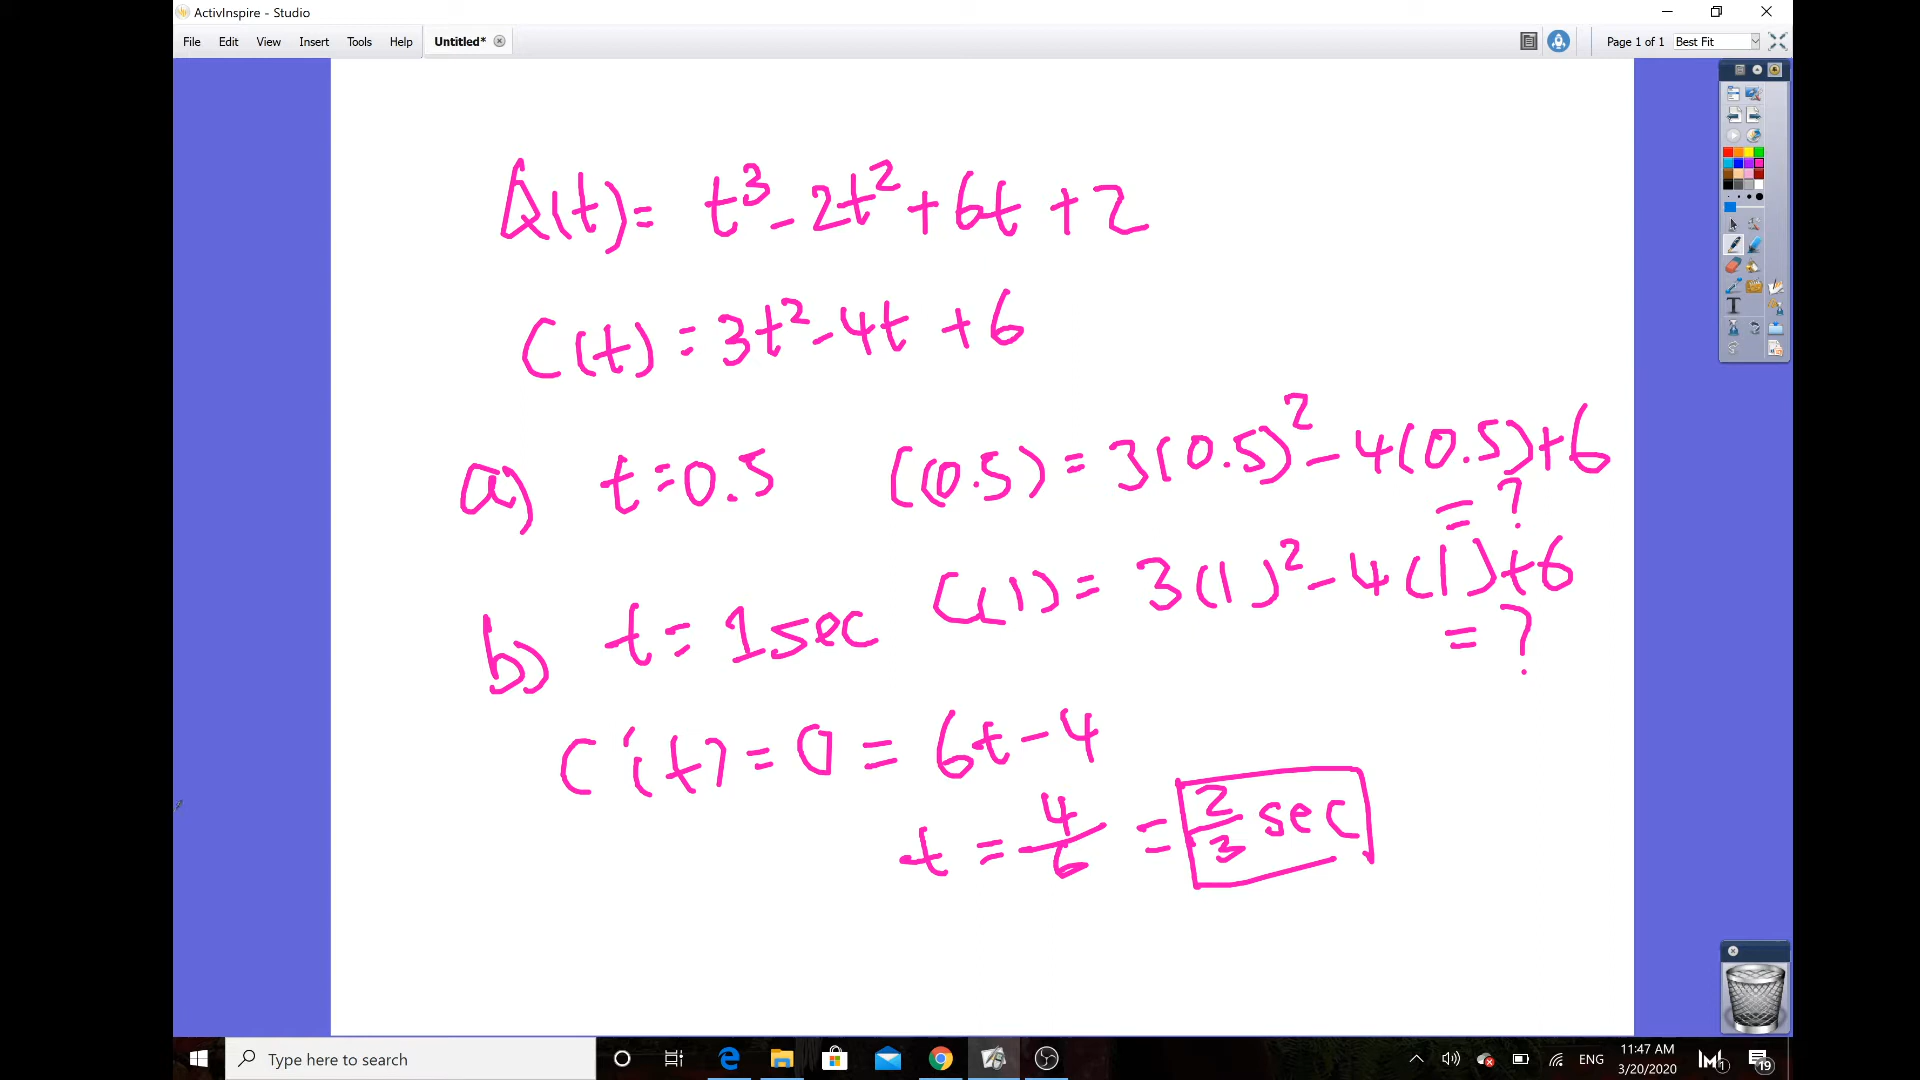 ActivInspire - Studio
File Edit View Insert Tools Help Untitled* Page 1 of 1 Best Fit
Q(t)= t³-2t²+6t+2
C(t)=3t²-4t+6
a) t=0.5 C(0.5)=3(0.5)²-4(0.5)+6
= ?
b) t=1sec C(1)=3(1)²-4(1)+6
= ?
C'(t)=0=6t-4
t=4/6=2/3 sec
Type here to search
ENG 11:47 AM
3/20/2020
1
19